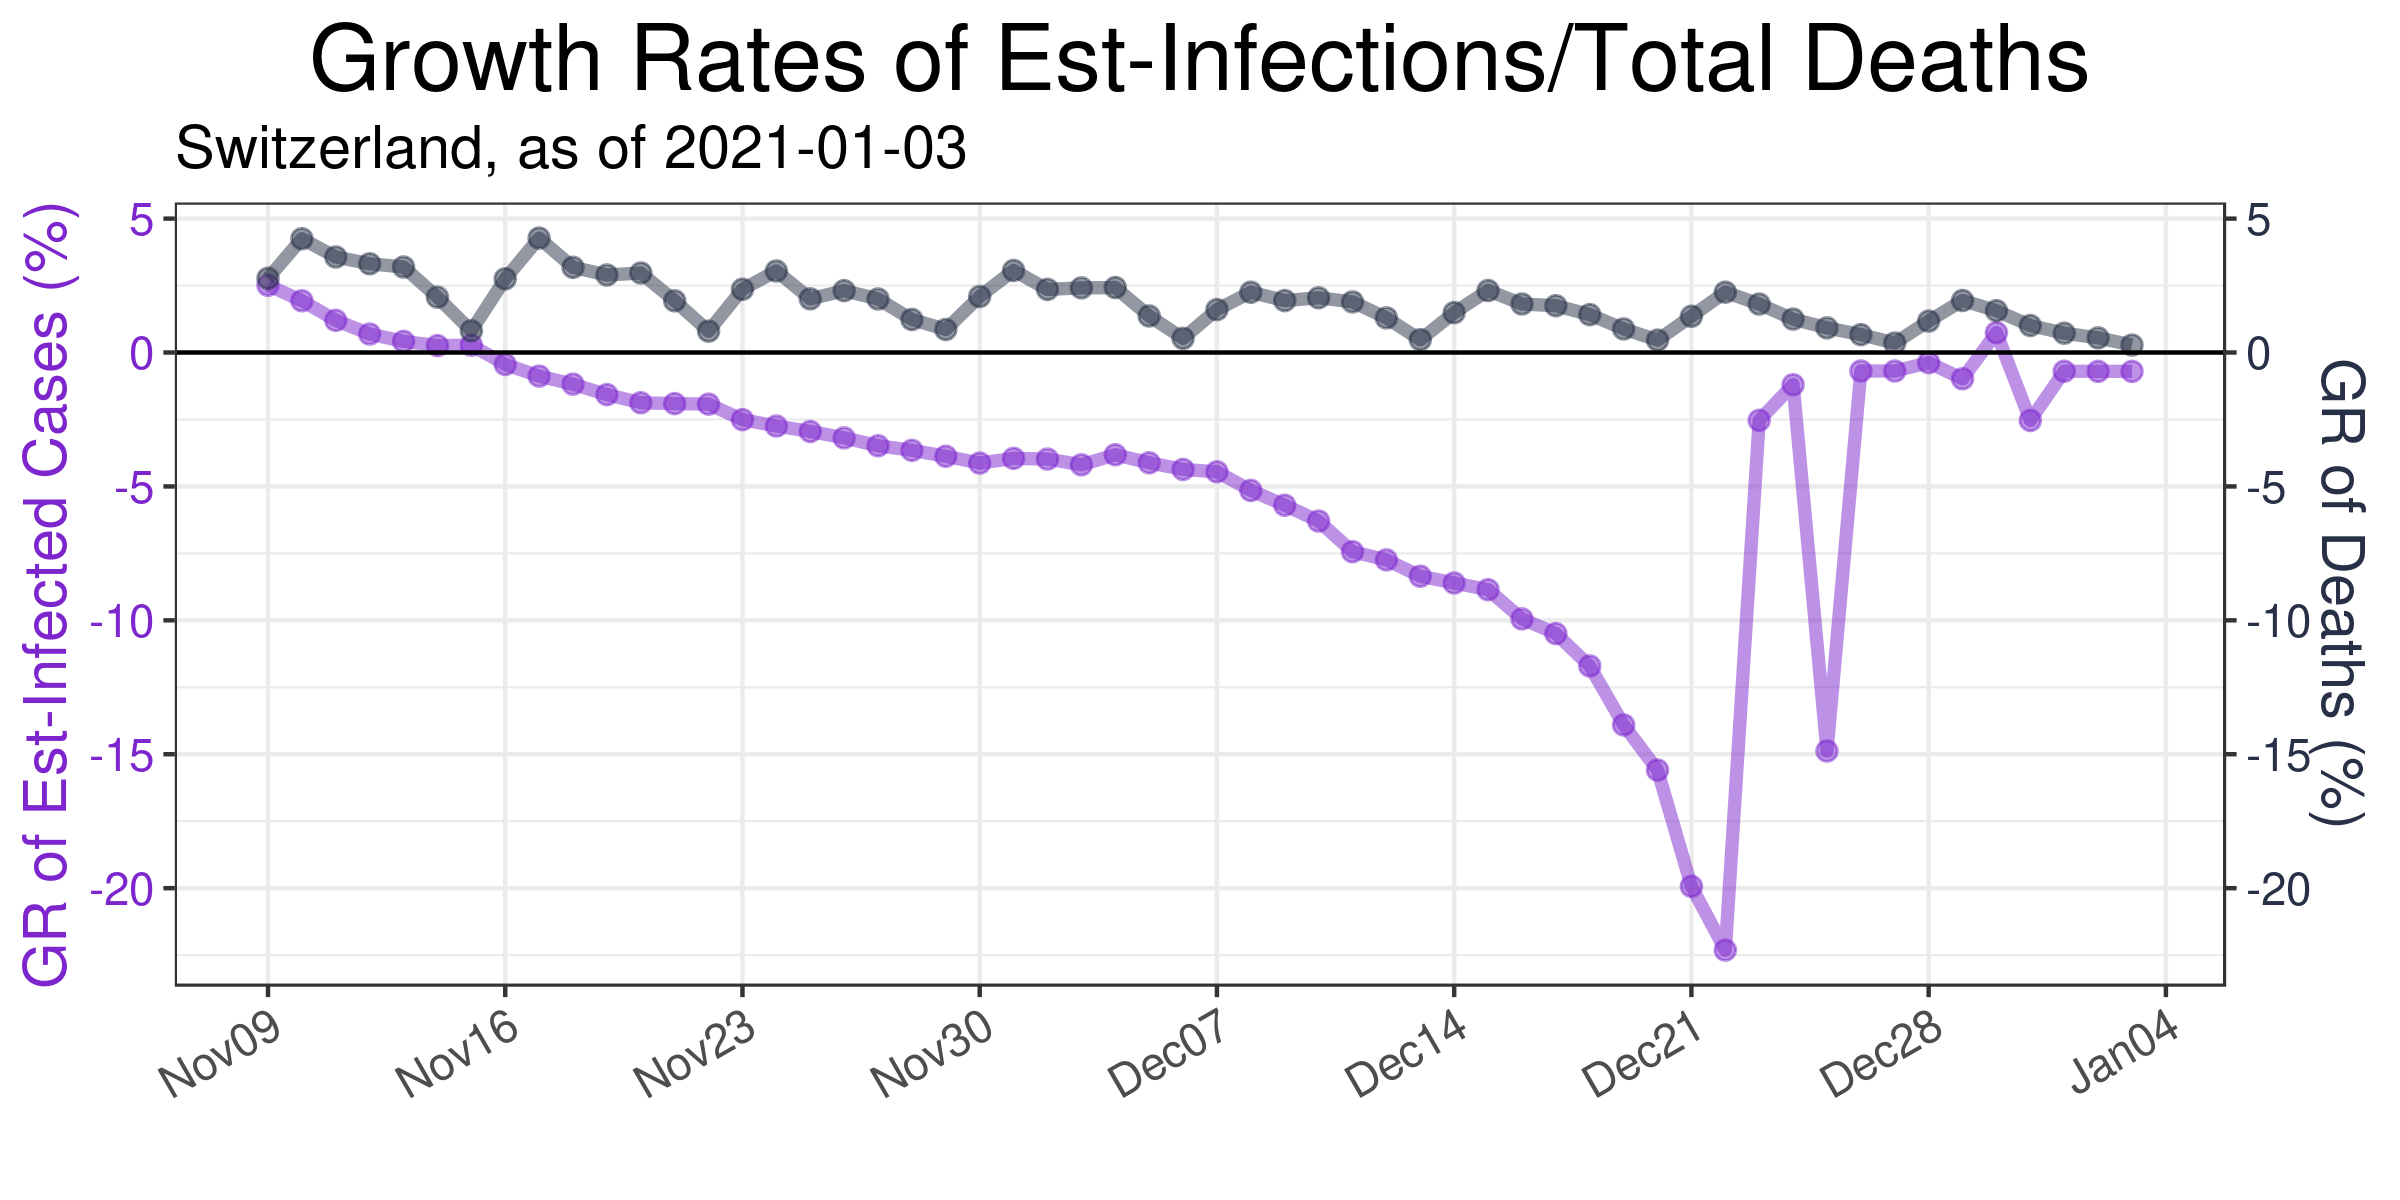 Growth Rates of Est-Infections/Total Deaths
Switzerland, as of 2021-01-03
GR of Est-Infected Cases (%)
5
0
-5
-10
-15
-20
5
0
-5
-10
-15
-20
GR of Deaths (%)
Nov09
Nov16
Nov23
Nov30
Dec07
Dec14
Dec21
Dec28
Jan04